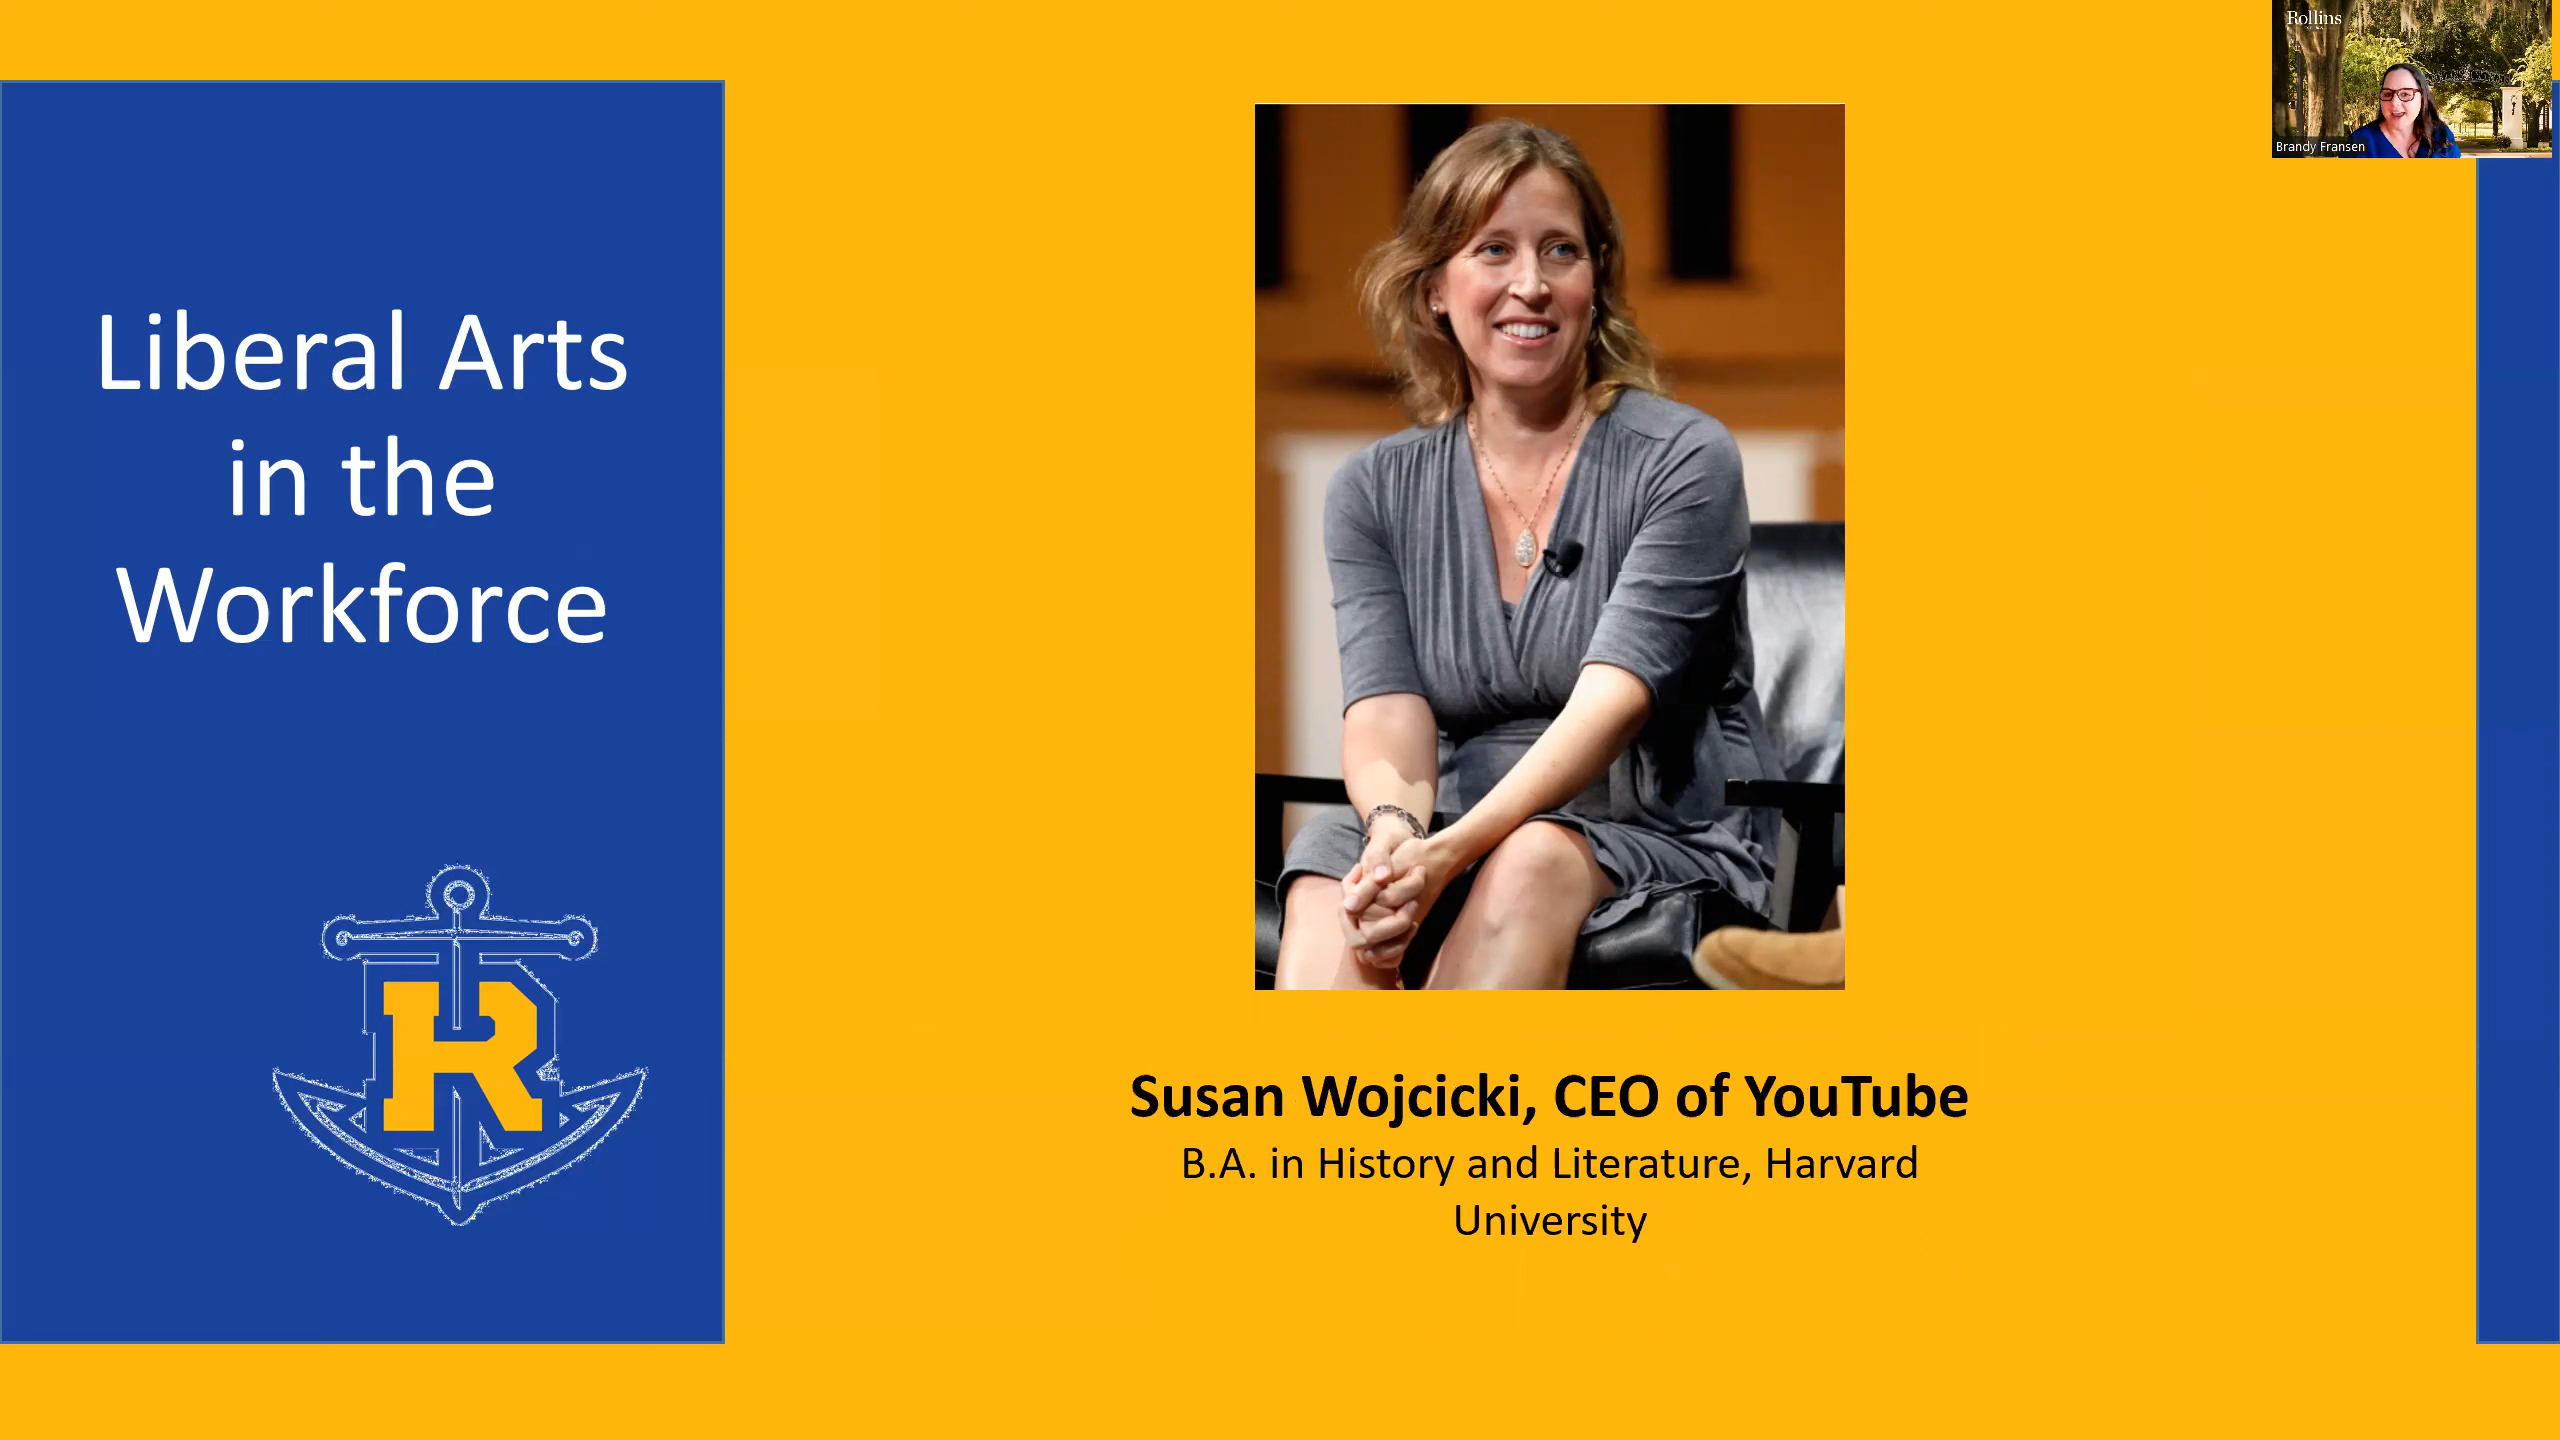 Rollins
Brandy Fransen
Liberal Arts
in the
Workforce
R
Susan Wojcicki, CEO of YouTube
B.A. in History and Literature, Harvard
University